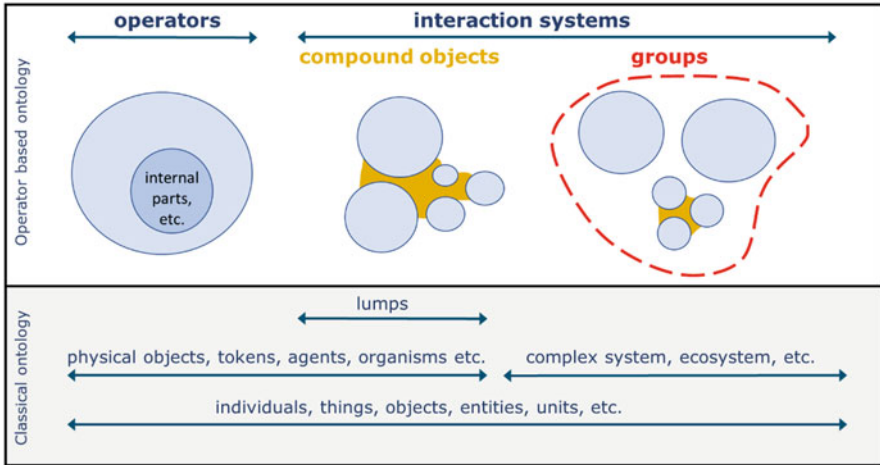 operators
interaction systems
compound objects
groups
Operator based ontology
internal
parts,
etc.
Classical ontology
lumps
physical objects, tokens, agents, organisms etc.
complex system, ecosystem, etc.
individuals, things, objects, entities, units, etc.